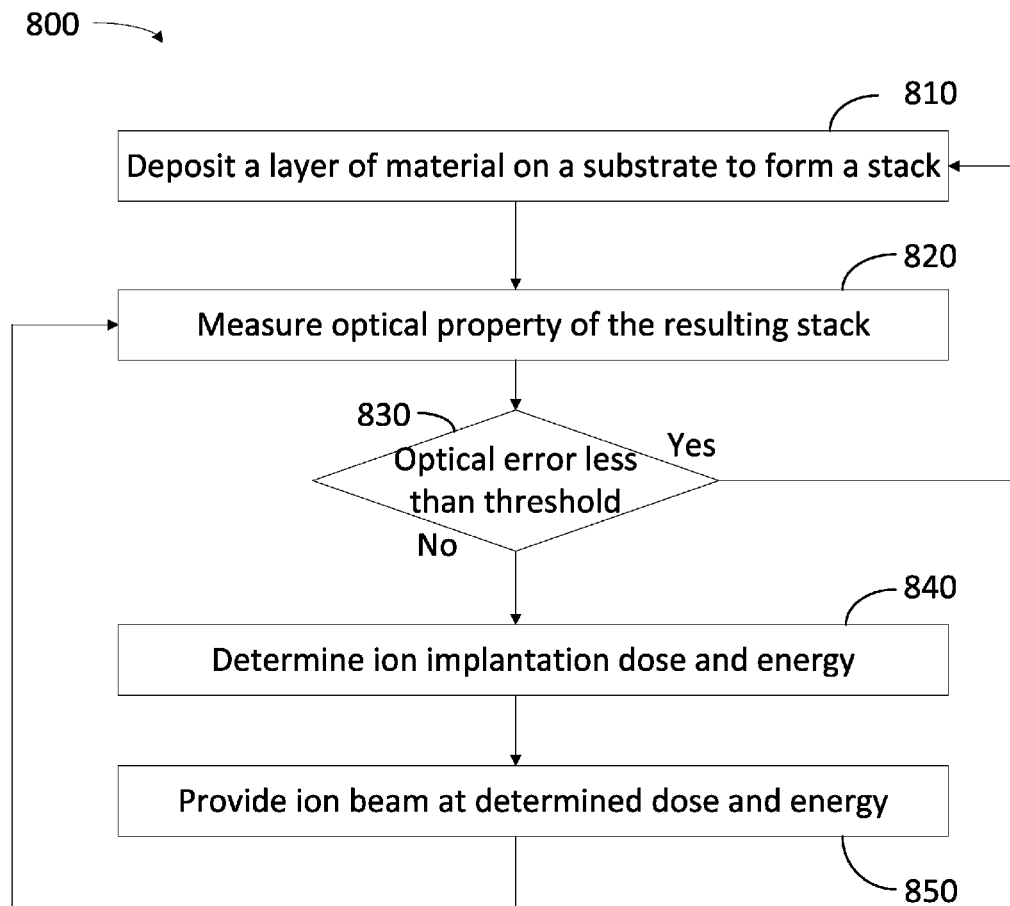 800
810
Deposit a layer of material on a substrate to form a stack
820
Measure optical property of the resulting stack
830
Optical error less
than threshold
Yes
No
840
Determine ion implantation dose and energy
Provide ion beam at determined dose and energy
850